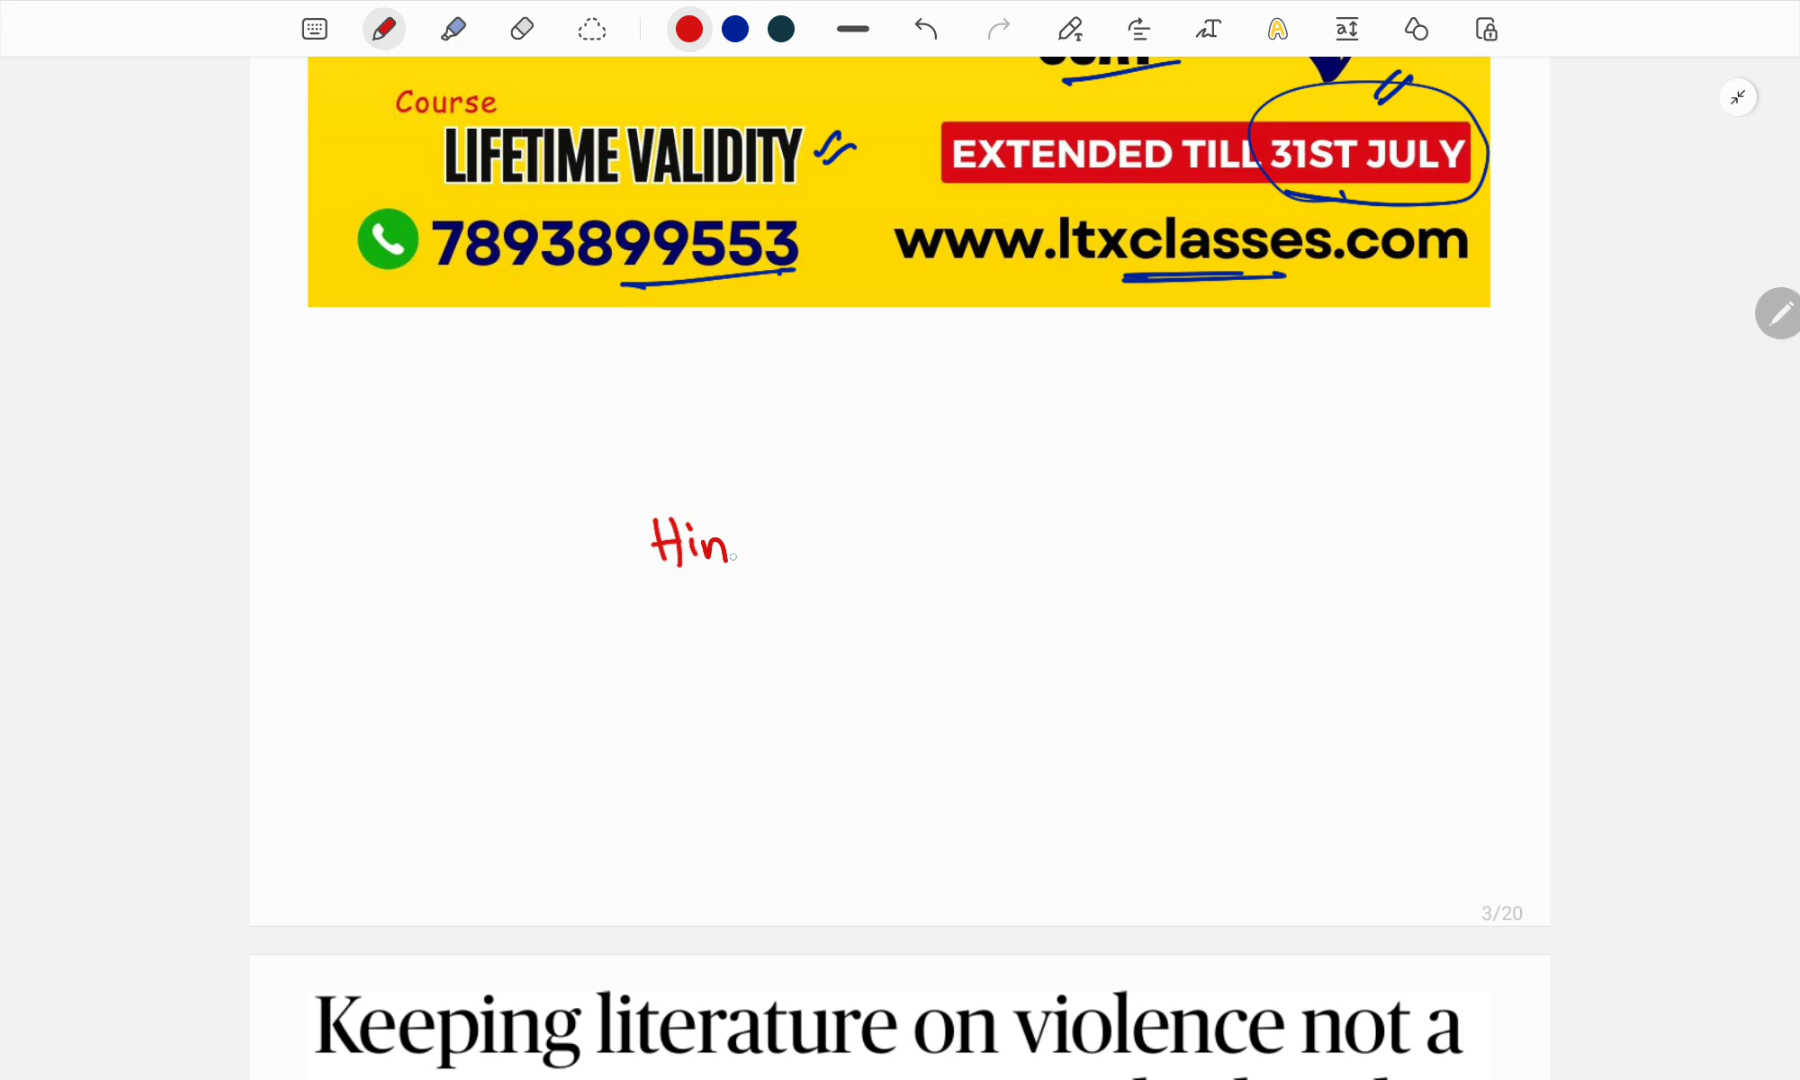 Course
LIFETIME VALIDITY
EXTENDED TILL 31ST JULY
7893899553
www.ltxclasses.com
Hin
3/20
Keeping literature on violence not a